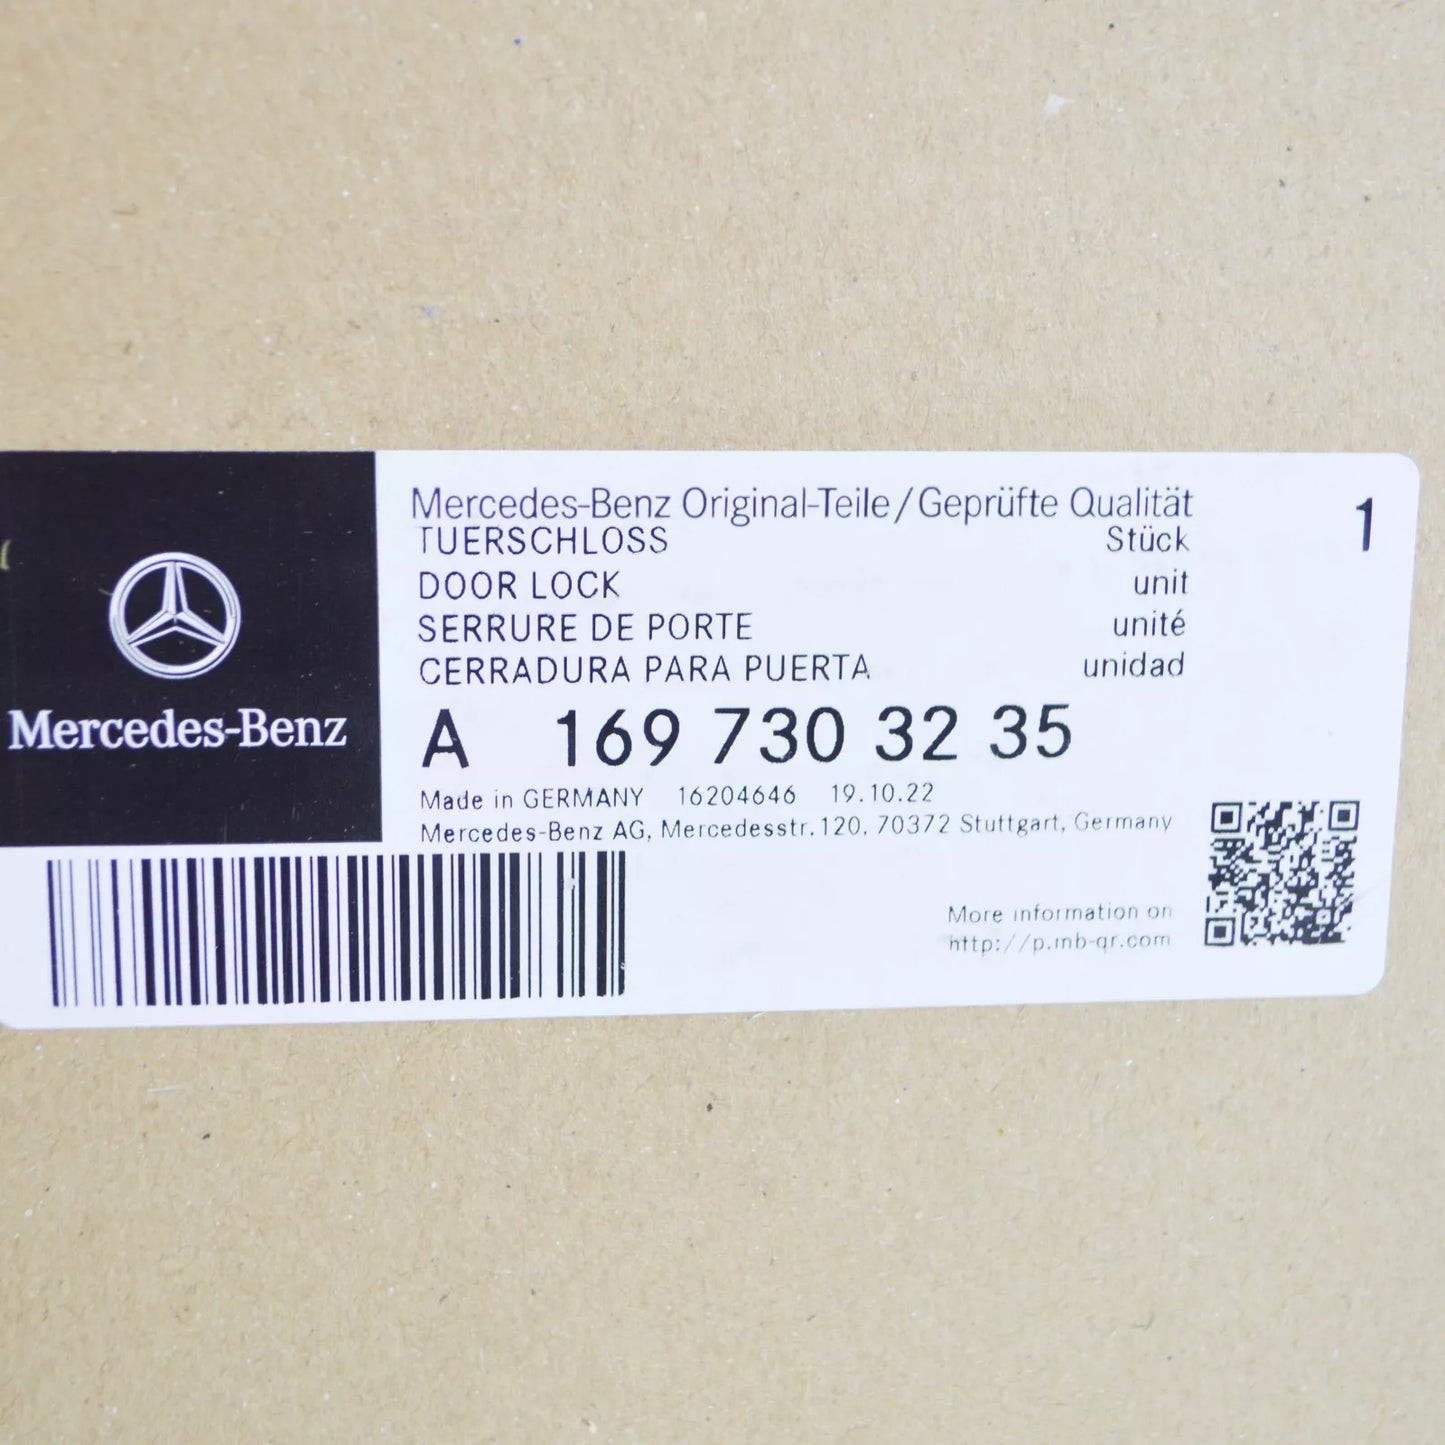 Mercedes-Benz
Mercedes-Benz Original-Teile/Geprüfte Qualität
TUERSCHLOSS Stück 1
DOOR LOCK unit
SERRURE DE PORTE unité
CERRADURA PARA PUERTA unidad
A 169 730 32 35
Made in GERMANY 16204646 19.10.22
Mercedes-Benz AG, Mercedesstr.120, 70372 Stuttgart, Germany
More information on
http://p.mb-qr.com